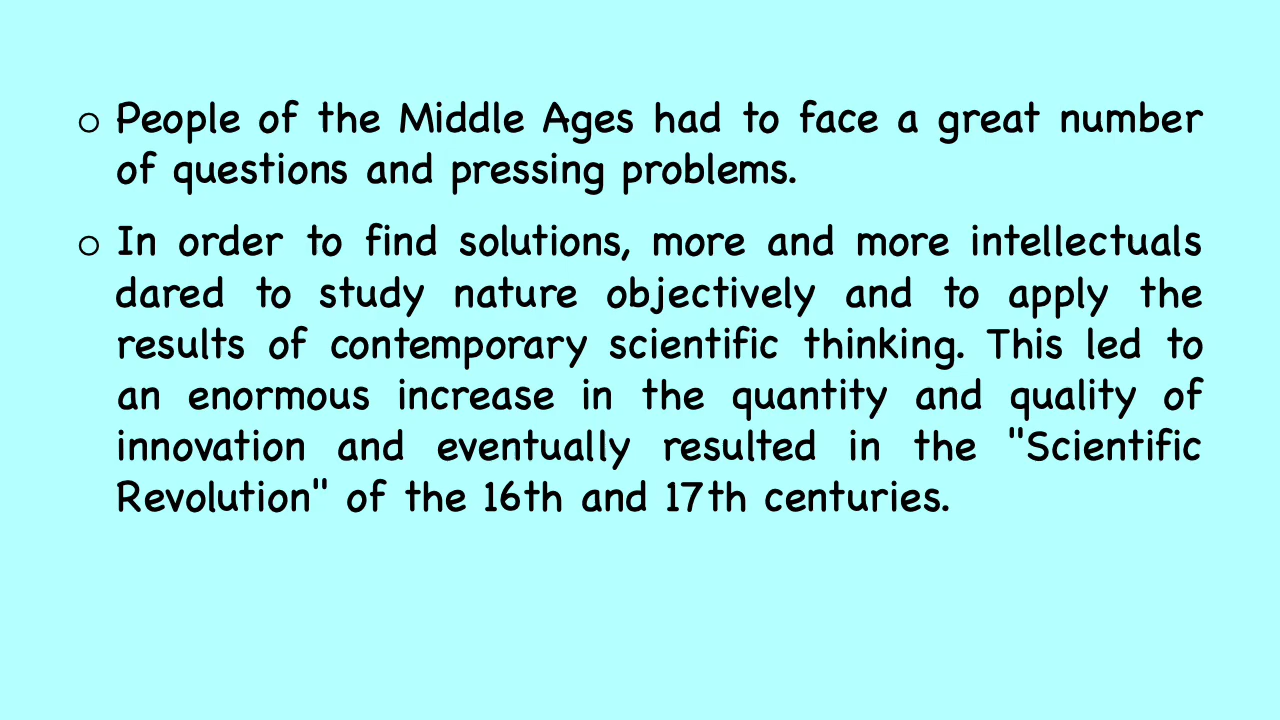 ○ People of the Middle Ages had to face a great number
of questions and pressing problems.
○ In order to find solutions, more and more intellectuals
dared to study nature objectively and to apply the
results of contemporary scientific thinking. This led to
an enormous increase in the quantity and quality of
innovation and eventually resulted in the "Scientific
Revolution" of the 16th and 17th centuries.